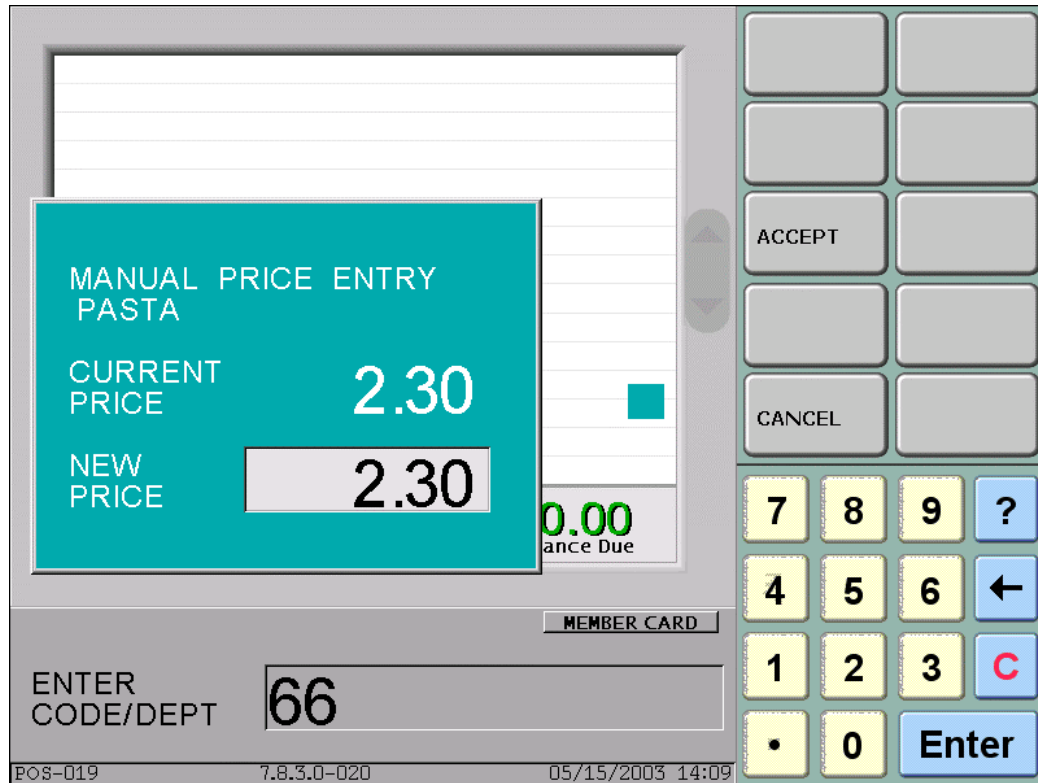 MANUAL PRICE ENTRY
PASTA
CURRENT
PRICE
2.30
NEW
PRICE
2.30
0.00
ance Due
MEMBER CARD
ENTER
CODE/DEPT
66
POS-019 7.8.3.0-020 05/15/2003 14:09
ACCEPT
CANCEL
7 8 9 ?
4 5 6 ←
1 2 3 C
. 0 Enter